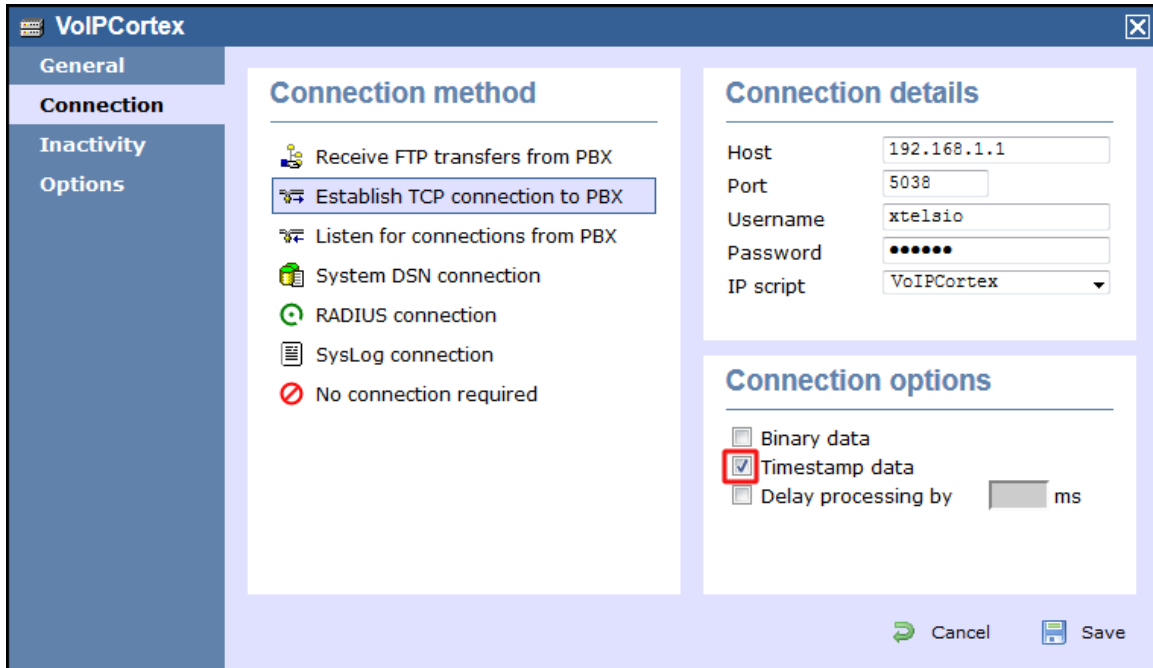 VoIPCortex
General
Connection
Inactivity
Options
Connection method
Receive FTP transfers from PBX
Establish TCP connection to PBX
Listen for connections from PBX
System DSN connection
RADIUS connection
SysLog connection
No connection required
Connection details
Host 192.168.1.1
Port 5038
Username xtelsio
Password ●●●●●●
IP script VoIPCortex
Connection options
Binary data
Timestamp data
Delay processing by ms
Cancel Save